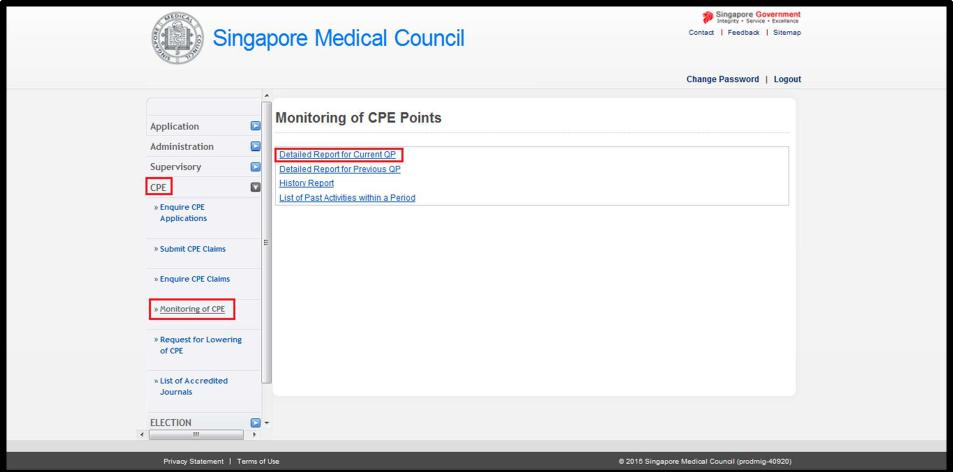 Singapore Medical Council
Singapore Government
Integrity • Service • Excellence
Contact | Feedback | Sitemap
Change Password | Logout
Application
Administration
Supervisory
CPE
» Enquire CPE
Applications
» Submit CPE Claims
» Enquire CPE Claims
» Monitoring of CPE
» Request for Lowering
of CPE
» List of Accredited
Journals
ELECTION
Monitoring of CPE Points
Detailed Report for Current QP
Detailed Report for Previous QP
History Report
List of Past Activities within a Period
Privacy Statement | Terms of Use
SINGAPORE MEDICAL COUNCIL